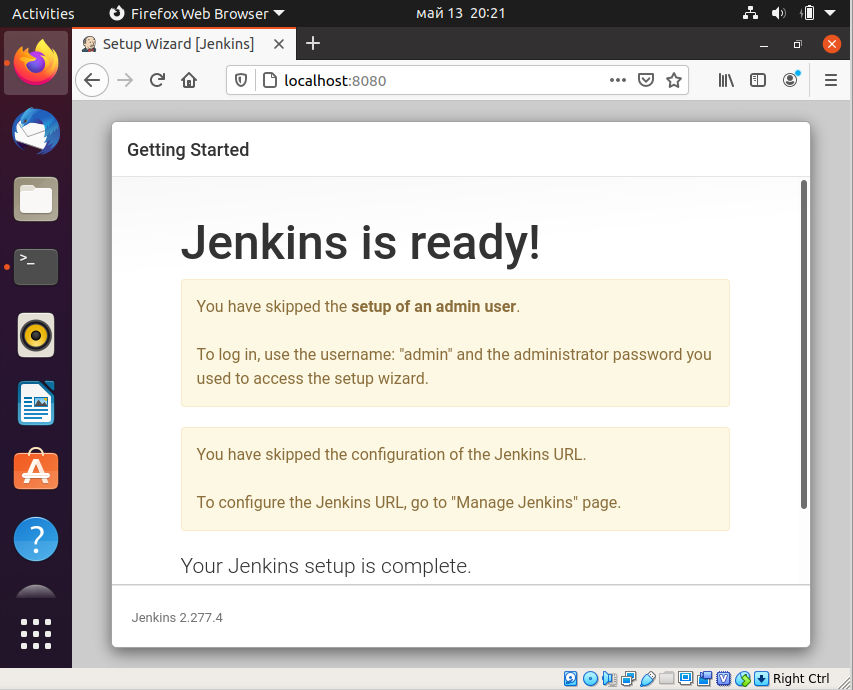 Activities
Firefox Web Browser
май 13 20:21
Setup Wizard [Jenkins]
localhost:8080
Getting Started
Jenkins is ready!
You have skipped the setup of an admin user.
To log in, use the username: "admin" and the administrator password you
used to access the setup wizard.
You have skipped the configuration of the Jenkins URL.
To configure the Jenkins URL, go to "Manage Jenkins" page.
Your Jenkins setup is complete.
Jenkins 2.277.4
Right Ctrl